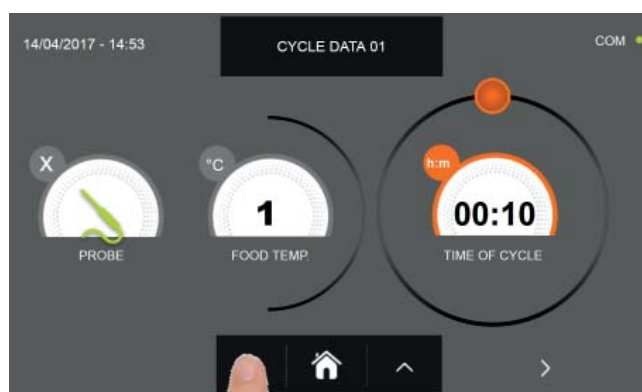 14/04/2017 - 14:53
CYCLE DATA 01
COM
X
°C
h:m
1
00:10
PROBE
FOOD TEMP.
TIME OF CYCLE